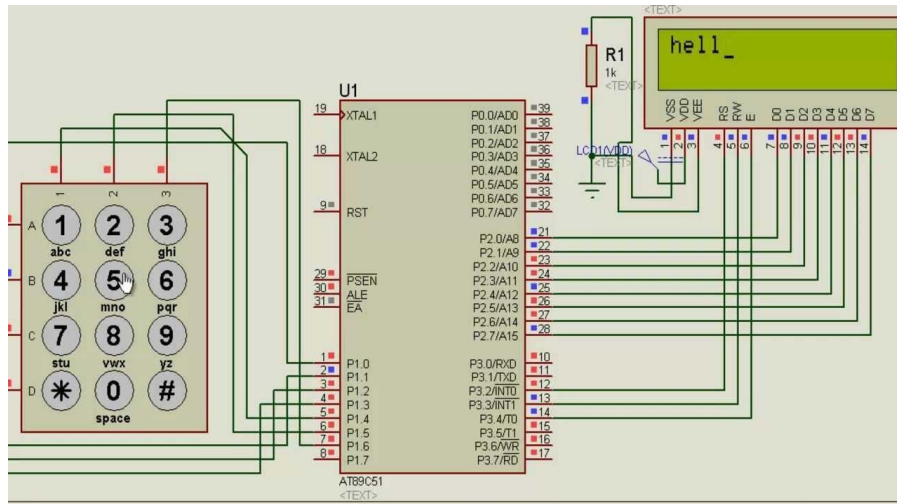 <TEXT>
hell_
R1
1k
<TEXT>
VSS
VDD
VEE
RS
RW
E
D0
D1
D2
D3
D4
D5
D6
D7
1
2
3
4
5
6
7
8
9
10
11
12
13
14
LCD1(VDD)
<TEXT>
U1
19 XTAL1
18 XTAL2
9 RST
29 PSEN
30 ALE
31 EA
1 P1.0
2 P1.1
3 P1.2
4 P1.3
5 P1.4
6 P1.5
7 P1.6
8 P1.7
P0.0/AD0 39
P0.1/AD1 38
P0.2/AD2 37
P0.3/AD3 36
P0.4/AD4 35
P0.5/AD5 34
P0.6/AD6 33
P0.7/AD7 32
P2.0/A8 21
P2.1/A9 22
P2.2/A10 23
P2.3/A11 24
P2.4/A12 25
P2.5/A13 26
P2.6/A14 27
P2.7/A15 28
P3.0/RXD 10
P3.1/TXD 11
P3.2/INT0 12
P3.3/INT1 13
P3.4/T0 14
P3.5/T1 15
P3.6/WR 16
P3.7/RD 17
AT89C51
<TEXT>
1 2 3
A 1 2 3
abc def ghi
B 4 5 6
jkl mno pqr
C 7 8 9
stu vwx yz
D * 0 #
space